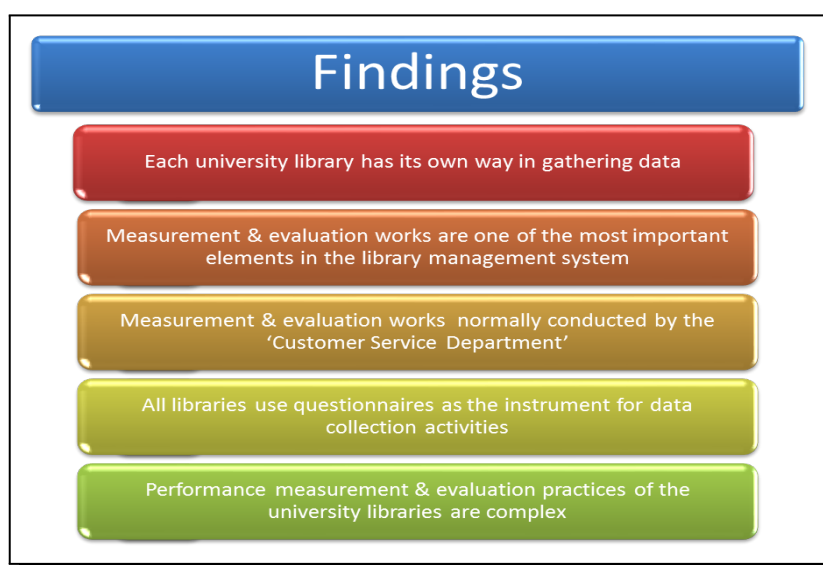 Findings
Each university library has its own way in gathering data
Measurement & evaluation works are one of the most important
elements in the library management system
Measurement & evaluation works normally conducted by the
‘Customer Service Department’
All libraries use questionnaires as the instrument for data
collection activities
Performance measurement & evaluation practices of the
university libraries are complex